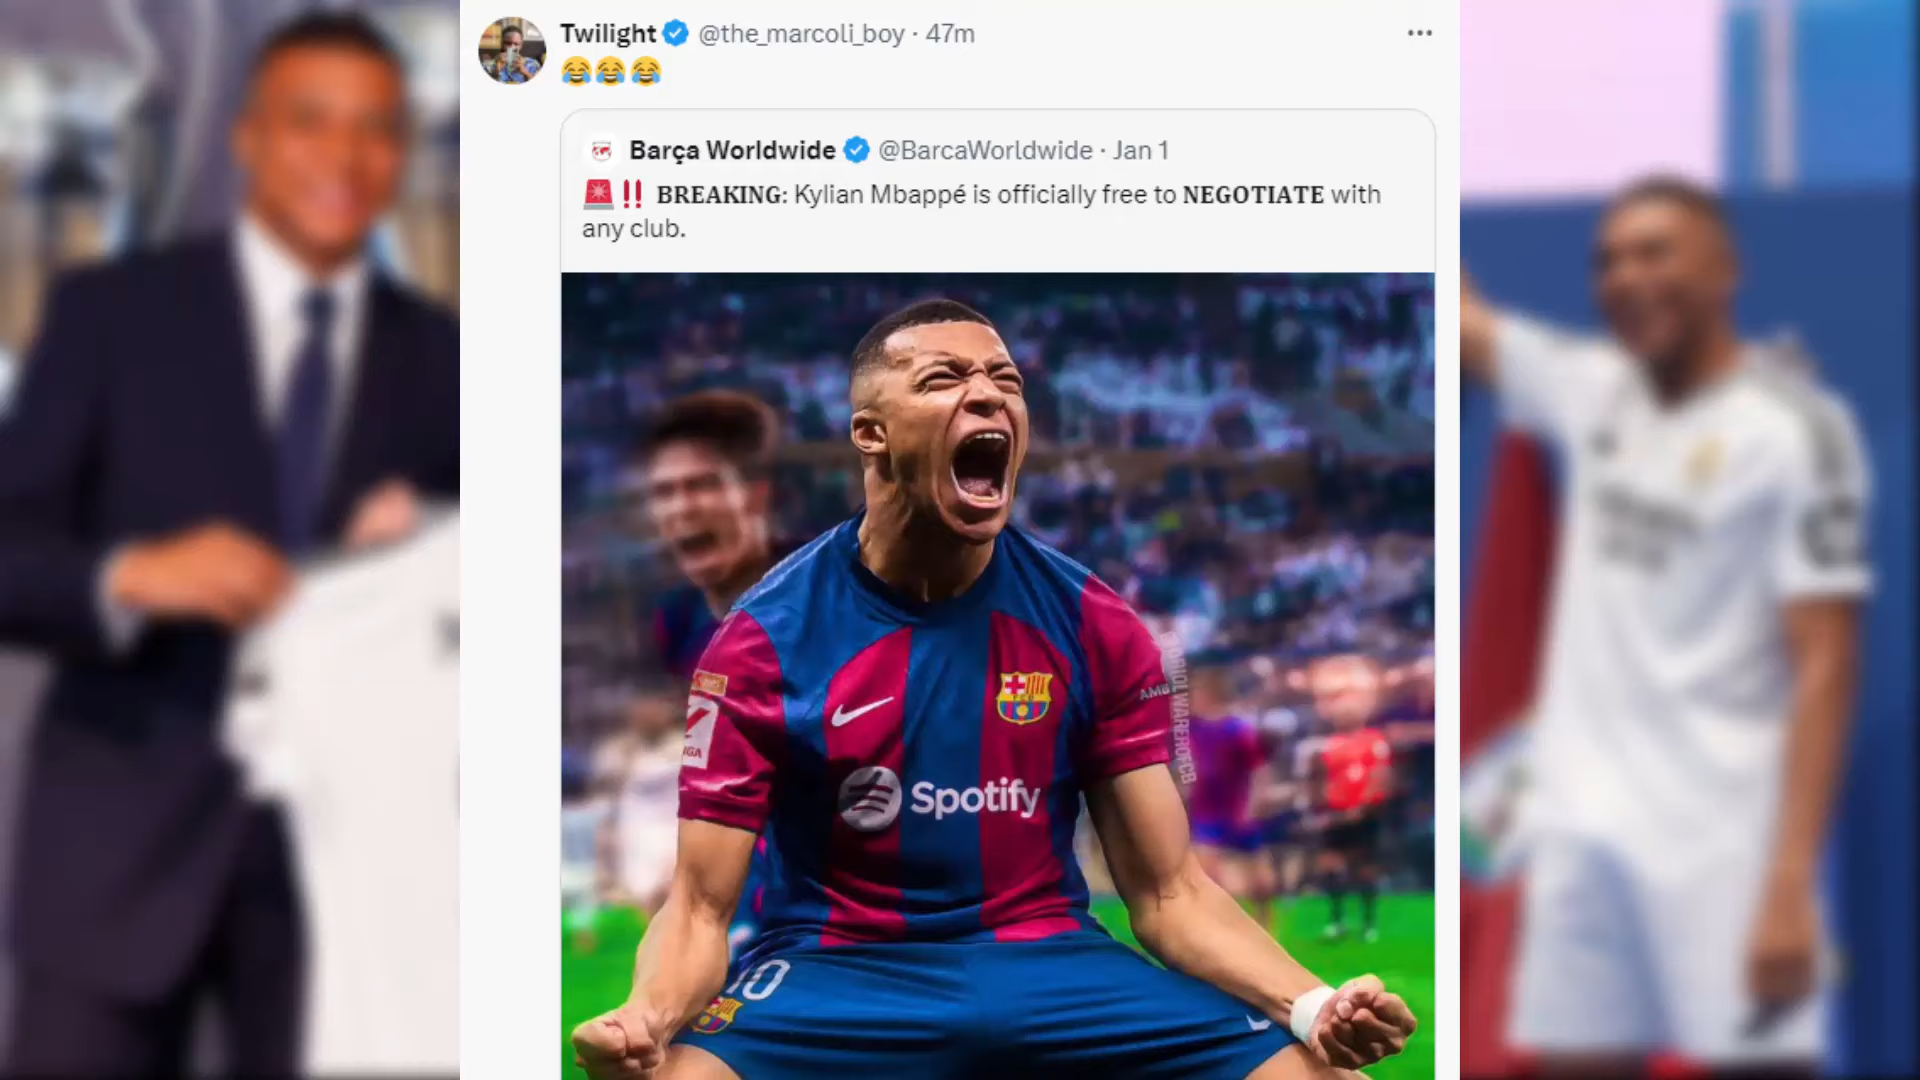 Twilight @the_marcoli_boy · 47m
😂😂😂
Barça Worldwide @BarcaWorldwide · Jan 1
🚨‼️ BREAKING: Kylian Mbappé is officially free to NEGOTIATE with
any club.
Spotify
10